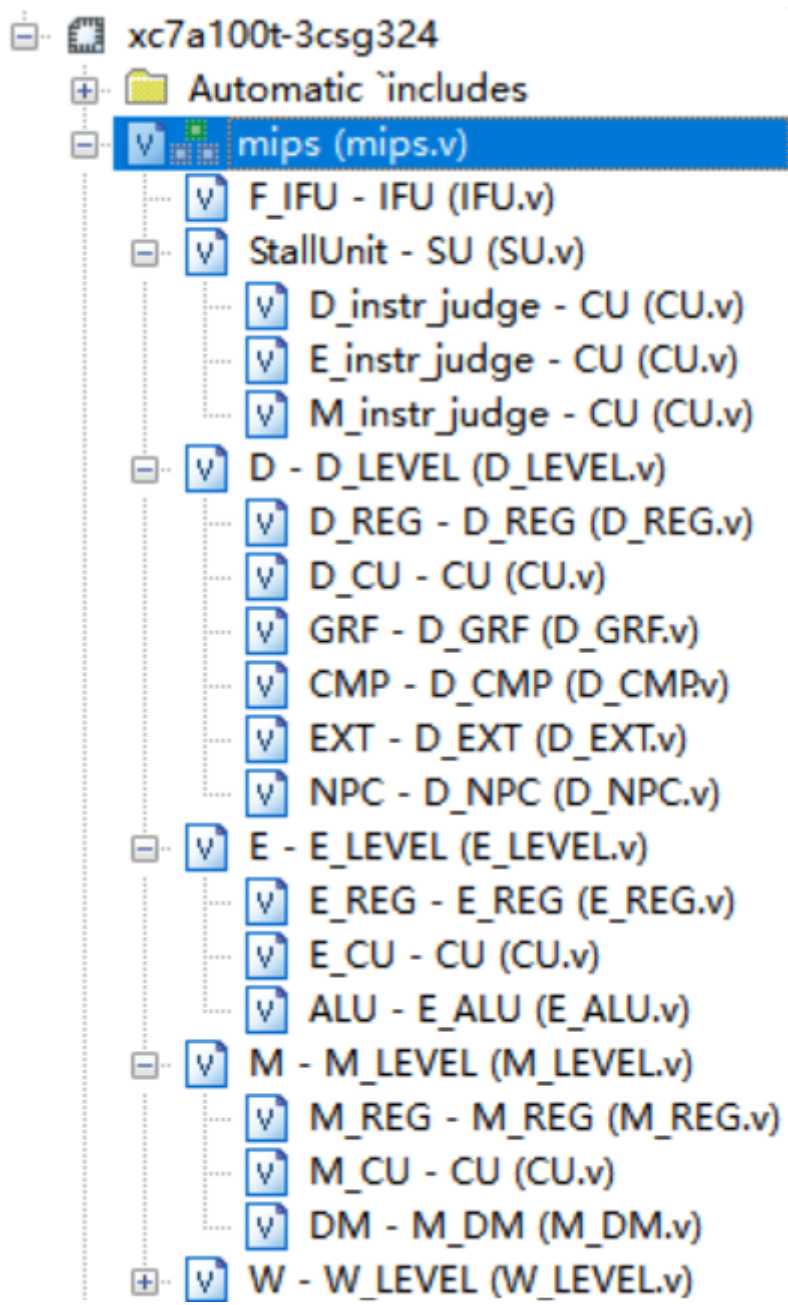 xc7a100t-3csg324
Automatic `includes
mips (mips.v)
F_IFU - IFU (IFU.v)
StallUnit - SU (SU.v)
D_instr_judge - CU (CU.v)
E_instr_judge - CU (CU.v)
M_instr_judge - CU (CU.v)
D - D_LEVEL (D_LEVEL.v)
D_REG - D_REG (D_REG.v)
D_CU - CU (CU.v)
GRF - D_GRF (D_GRF.v)
CMP - D_CMP (D_CMP.v)
EXT - D_EXT (D_EXT.v)
NPC - D_NPC (D_NPC.v)
E - E_LEVEL (E_LEVEL.v)
E_REG - E_REG (E_REG.v)
E_CU - CU (CU.v)
ALU - E_ALU (E_ALU.v)
M - M_LEVEL (M_LEVEL.v)
M_REG - M_REG (M_REG.v)
M_CU - CU (CU.v)
DM - M_DM (M_DM.v)
W - W_LEVEL (W_LEVEL.v)